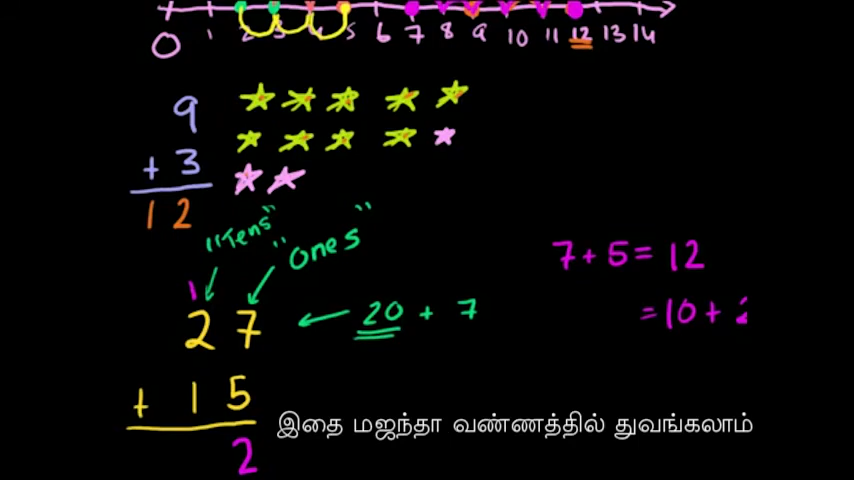 0 1 2 3 4 5 6 7 8 9 10 11 12 13 14
9
+ 3
12
"Tens"
"ones"
7 + 5 = 12
1
27
20 + 7
= 10 + 2
+ 15
இதை மஜந்தா வண்ணத்தில் துவங்கலாம்
2